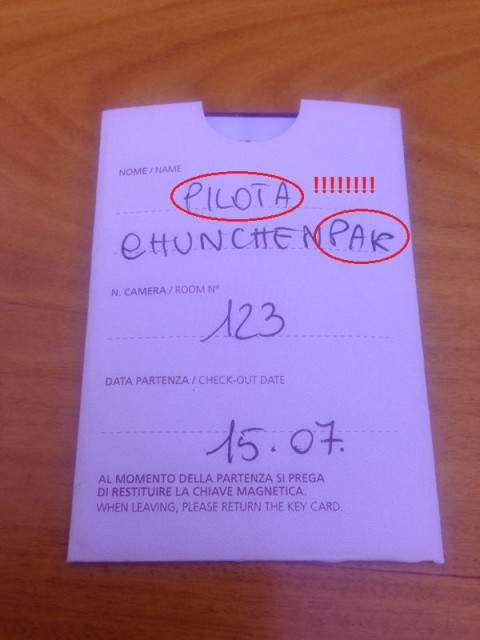 NOME / NAME
PILOTA !!!!!!!!!
CHUNCHENPAR
N. CAMERA / ROOM N°
123
DATA PARTENZA / CHECK-OUT DATE
15.07.
AL MOMENTO DELLA PARTENZA SI PREGA
DI RESTITUIRE LA CHIAVE MAGNETICA.
WHEN LEAVING, PLEASE RETURN THE KEY CARD.